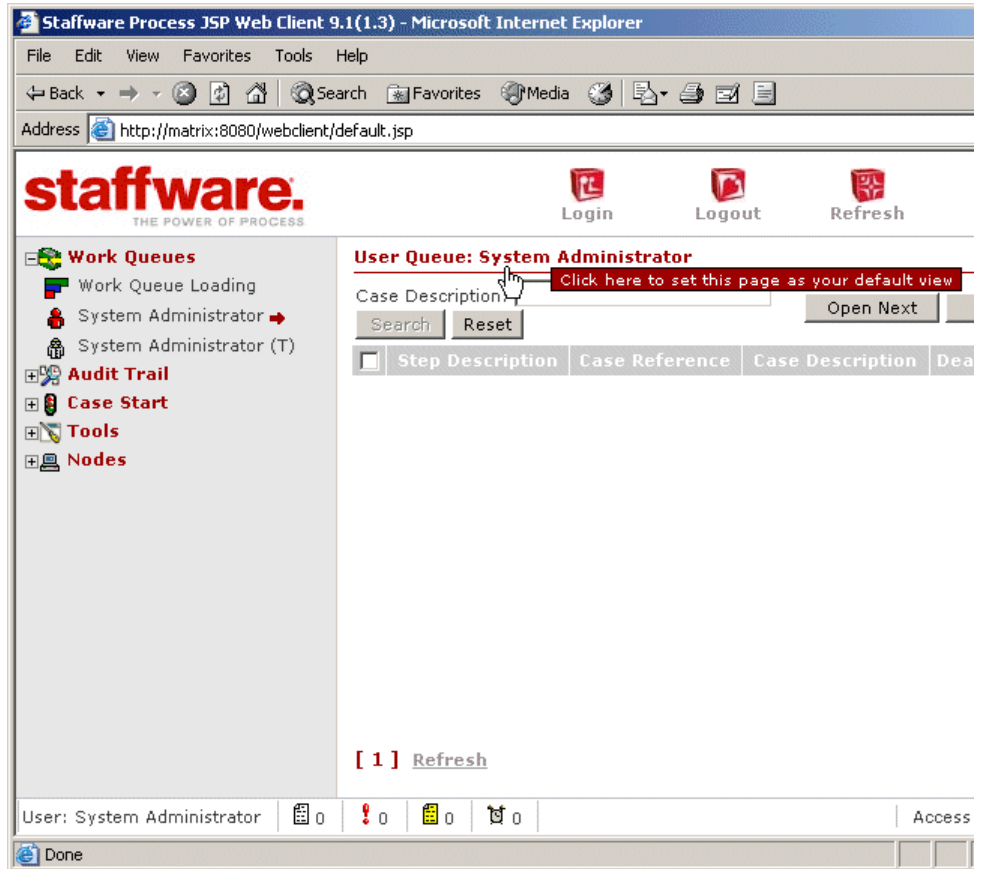 Staffware Process JSP Web Client 9.1(1.3) - Microsoft Internet Explorer
File Edit View Favorites Tools Help
Back Search Favorites Media
Address http://matrix:8080/webclient/default.jsp
staffware.
THE POWER OF PROCESS
Login Logout Refresh
Work Queues
Work Queue Loading
System Administrator
System Administrator (T)
Audit Trail
Case Start
Tools
Nodes
User Queue: System Administrator
Click here to set this page as your default view
Case Description
Open Next
Search Reset
Step Description Case Reference Case Description Dea
[ 1 ] Refresh
User: System Administrator 0 0 0 0 Access
Done